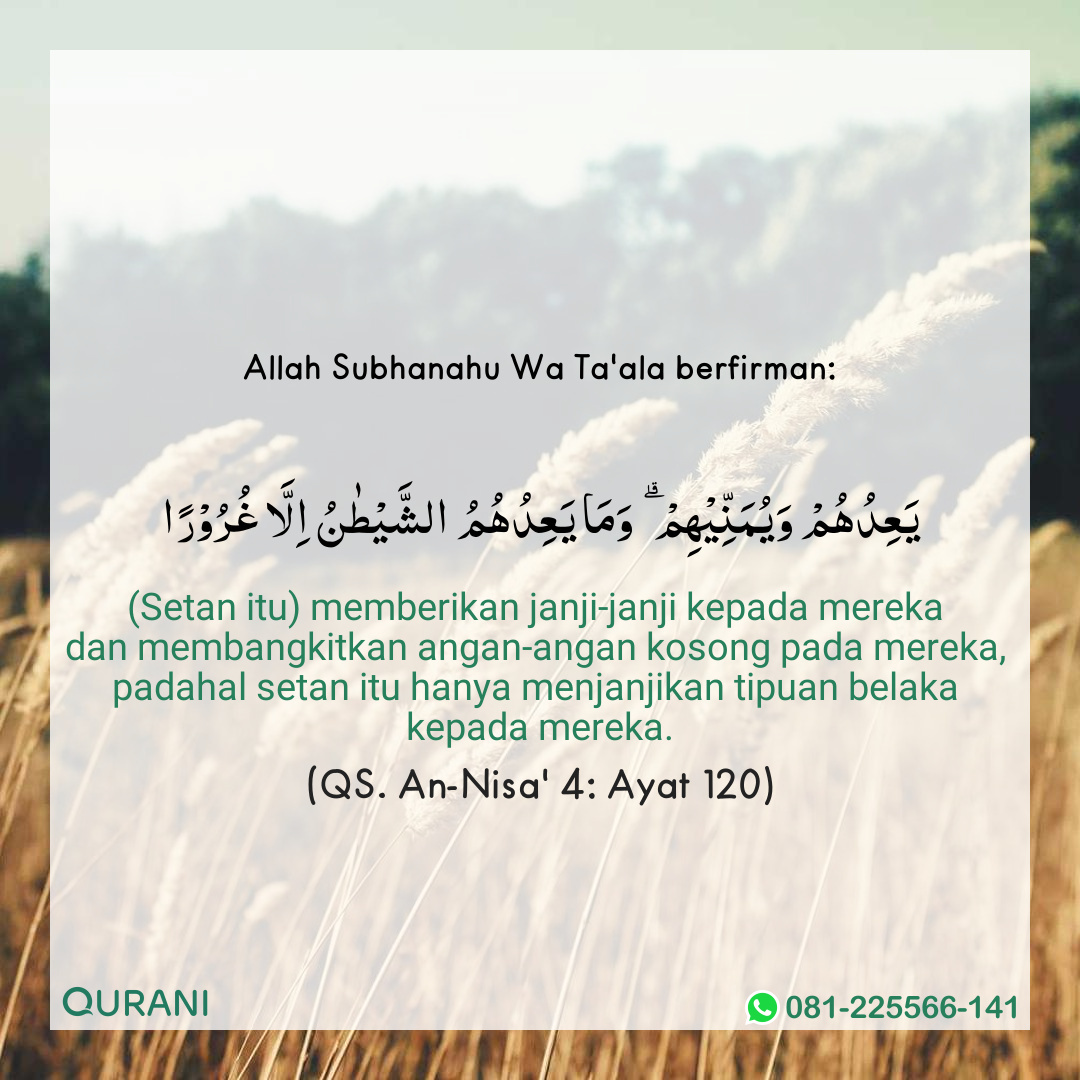 Allah Subhanahu Wa Ta'ala berfirman:
يَعِدُهُمْ وَيُمَنِّيْهِمْ ۗ وَمَا يَعِدُهُمُ الشَّيْطٰنُ اِلَّا غُرُوْرًا
(Setan itu) memberikan janji-janji kepada mereka
dan membangkitkan angan-angan kosong pada mereka,
padahal setan itu hanya menjanjikan tipuan belaka
kepada mereka.
(QS. An-Nisa' 4: Ayat 120)
QURANI
081-225566-141